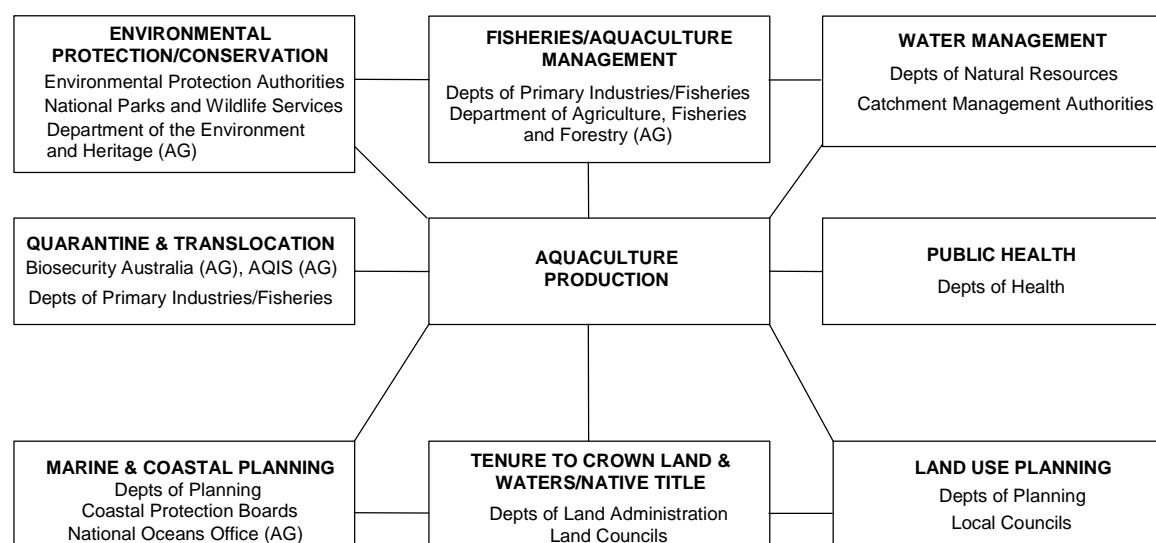 ENVIRONMENTAL
PROTECTION/CONSERVATION
Environmental Protection Authorities
National Parks and Wildlife Services
Department of the Environment
and Heritage (AG)
FISHERIES/AQUACULTURE
MANAGEMENT
Depts of Primary Industries/Fisheries
Department of Agriculture, Fisheries
and Forestry (AG)
WATER MANAGEMENT
Depts of Natural Resources
Catchment Management Authorities
QUARANTINE & TRANSLOCATION
Biosecurity Australia (AG), AQIS (AG)
Depts of Primary Industries/Fisheries
AQUACULTURE
PRODUCTION
PUBLIC HEALTH
Depts of Health
MARINE & COASTAL PLANNING
Depts of Planning
Coastal Protection Boards
National Oceans Office (AG)
TENURE TO CROWN LAND &
WATERS/NATIVE TITLE
Depts of Land Administration
Land Councils
LAND USE PLANNING
Depts of Planning
Local Councils